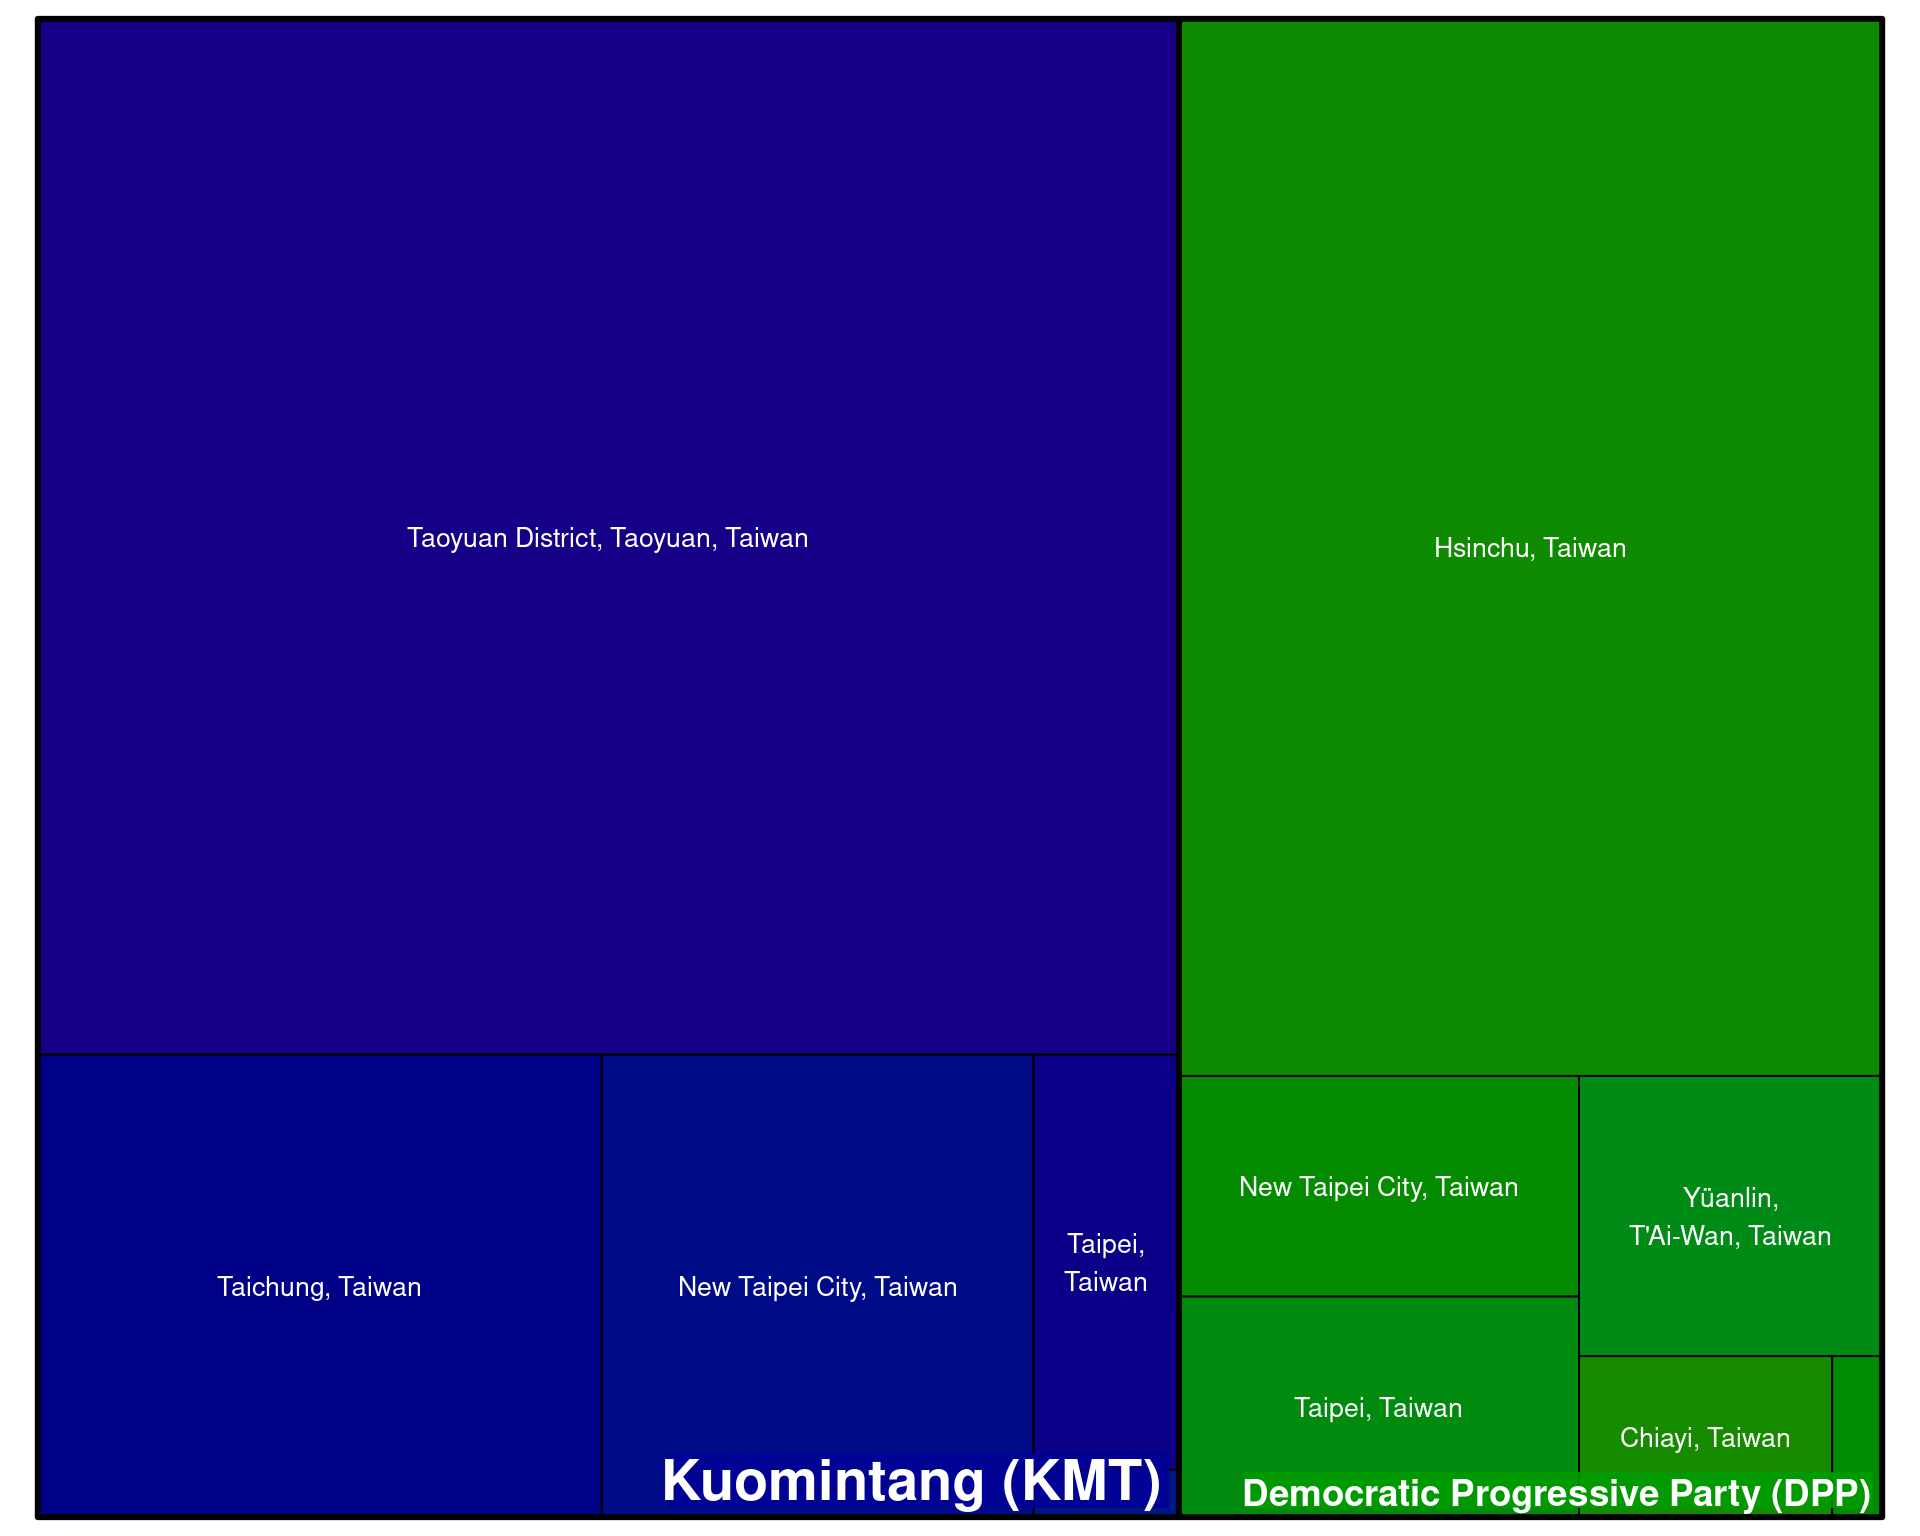 Taoyuan District, Taoyuan, Taiwan
Hsinchu, Taiwan
Taichung, Taiwan
New Taipei City, Taiwan
Taipei,
Taiwan
New Taipei City, Taiwan
Yüanlin,
T'Ai-Wan, Taiwan
Taipei, Taiwan
Chiayi, Taiwan
Kuomintang (KMT)
Democratic Progressive Party (DPP)